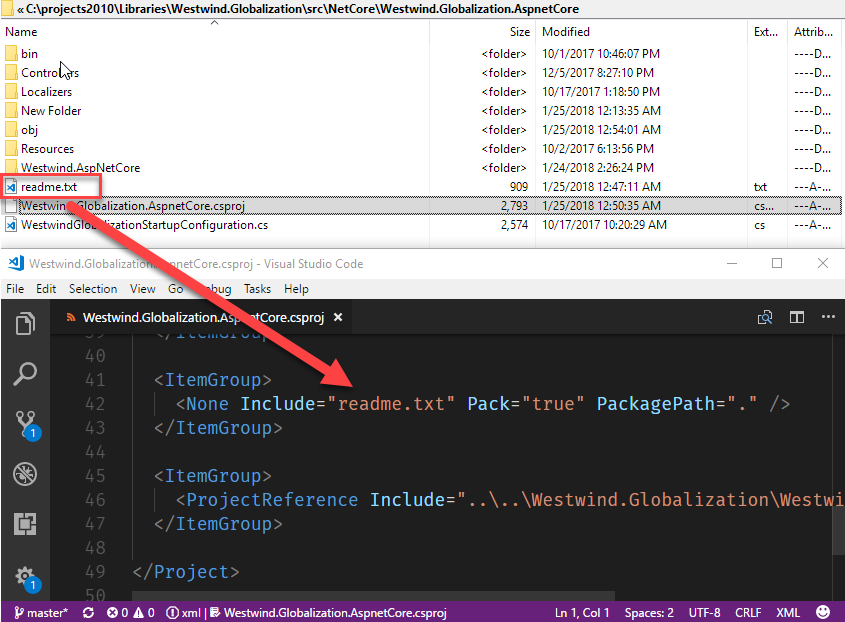 « C:\projects2010\Libraries\Westwind.Globalization\src\NetCore\Westwind.Globalization.AspnetCore
Name Size Modified Ext... Attrib...
bin <folder> 10/1/2017 10:46:07 PM ----D...
Controllers <folder> 12/5/2017 8:27:10 PM ----D...
Localizers <folder> 10/17/2017 1:18:50 PM ----D...
New Folder <folder> 1/25/2018 12:13:35 AM ----D...
obj <folder> 1/25/2018 12:54:01 AM ----D...
Resources <folder> 10/2/2017 6:13:56 PM ----D...
Westwind.AspNetCore <folder> 1/24/2018 2:26:24 PM ----D...
readme.txt 909 1/25/2018 12:47:11 AM txt ---A-...
Westwind.Globalization.AspnetCore.csproj 2,793 1/25/2018 12:50:35 AM cs... ---A-...
WestwindGlobalizationStartupConfiguration.cs 2,574 10/17/2017 10:20:29 AM cs ---A-...
Westwind.Globalization.AspnetCore.csproj - Visual Studio Code
File Edit Selection View Go Debug Tasks Help
Westwind.Globalization.AspnetCore.csproj
39 </ItemGroup>
40
41 <ItemGroup>
42 <None Include="readme.txt" Pack="true" PackagePath="." />
43 </ItemGroup>
44
45 <ItemGroup>
46 <ProjectReference Include="..\..\Westwind.Globalization\Westwi
47 </ItemGroup>
48
49 </Project>
50
1
1
master* 0 0 xml | Westwind.Globalization.AspnetCore.csproj Ln 1, Col 1 Spaces: 2 UTF-8 CRLF XML